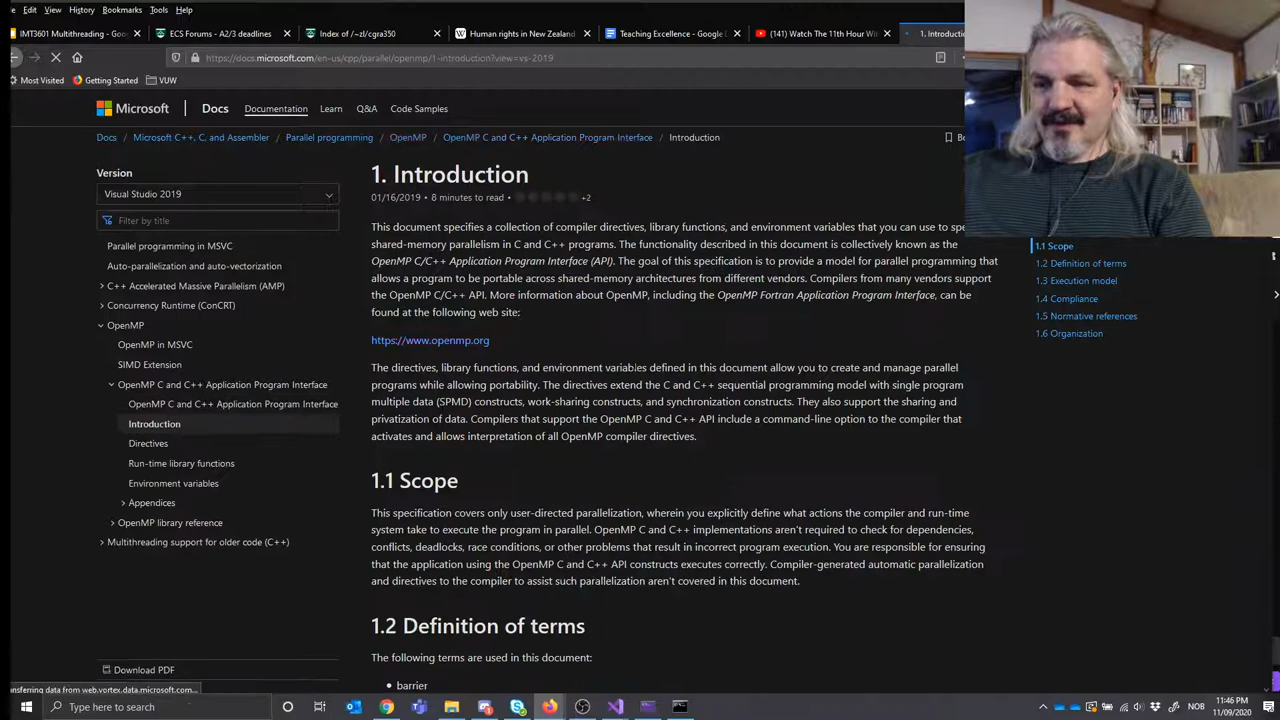 Edit View History Bookmarks Tools Help
IMT3601 Multithreading - Goog
ECS Forums - A2/3 deadlines
Index of /~zl/cgra350
Human rights in New Zealand
Teaching Excellence - Google D
(141) Watch The 11th Hour Win
1. Introductio
https://docs.microsoft.com/en-us/cpp/parallel/openmp/1-introduction?view=vs-2019
Most Visited Getting Started VUW
Microsoft Docs Documentation Learn Q&A Code Samples
Docs / Microsoft C++, C, and Assembler / Parallel programming / OpenMP / OpenMP C and C++ Application Program Interface / Introduction
Bo
Version
Visual Studio 2019
Filter by title
Parallel programming in MSVC
Auto-parallelization and auto-vectorization
C++ Accelerated Massive Parallelism (AMP)
Concurrency Runtime (ConCRT)
OpenMP
OpenMP in MSVC
SIMD Extension
OpenMP C and C++ Application Program Interface
OpenMP C and C++ Application Program Interface
Introduction
Directives
Run-time library functions
Environment variables
Appendices
OpenMP library reference
Multithreading support for older code (C++)
Download PDF
1. Introduction
01/16/2019 • 8 minutes to read • +2
This document specifies a collection of compiler directives, library functions, and environment variables that you can use to spe
shared-memory parallelism in C and C++ programs. The functionality described in this document is collectively known as the
OpenMP C/C++ Application Program Interface (API). The goal of this specification is to provide a model for parallel programming that
allows a program to be portable across shared-memory architectures from different vendors. Compilers from many vendors support
the OpenMP C/C++ API. More information about OpenMP, including the OpenMP Fortran Application Program Interface, can be
found at the following web site:
https://www.openmp.org
The directives, library functions, and environment variables defined in this document allow you to create and manage parallel
programs while allowing portability. The directives extend the C and C++ sequential programming model with single program
multiple data (SPMD) constructs, work-sharing constructs, and synchronization constructs. They also support the sharing and
privatization of data. Compilers that support the OpenMP C and C++ API include a command-line option to the compiler that
activates and allows interpretation of all OpenMP compiler directives.
1.1 Scope
This specification covers only user-directed parallelization, wherein you explicitly define what actions the compiler and run-time
system take to execute the program in parallel. OpenMP C and C++ implementations aren't required to check for dependencies,
conflicts, deadlocks, race conditions, or other problems that result in incorrect program execution. You are responsible for ensuring
that the application using the OpenMP C and C++ API constructs executes correctly. Compiler-generated automatic parallelization
and directives to the compiler to assist such parallelization aren't covered in this document.
1.2 Definition of terms
The following terms are used in this document:
• barrier
1.1 Scope
1.2 Definition of terms
1.3 Execution model
1.4 Compliance
1.5 Normative references
1.6 Organization
nsferring data from web.vortex.data.microsoft.com...
Type here to search
NOB
11:46 PM
11/09/2020